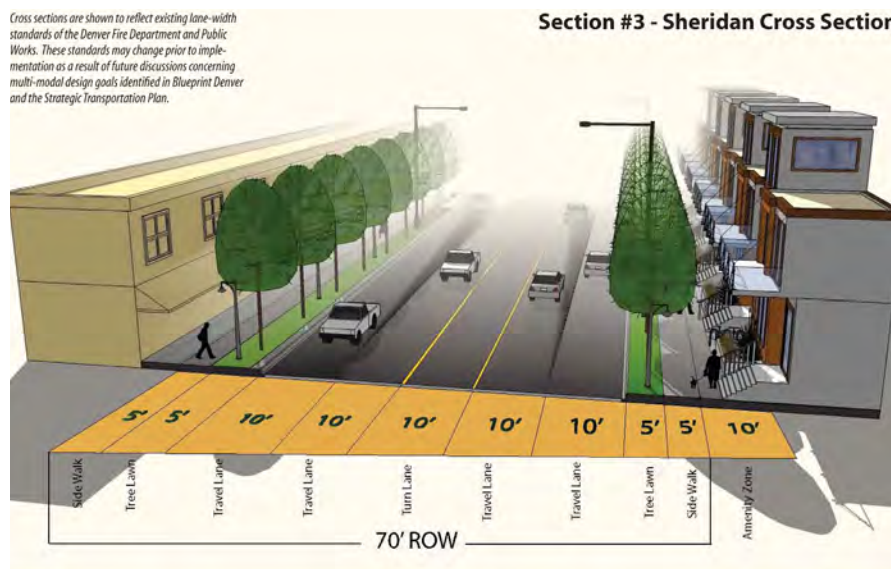 Cross sections are shown to reflect existing lane-width
standards of the Denver Fire Department and Public
Works. These standards may change prior to imple-
mentation as a result of future discussions concerning
multi-modal design goals identified in Blueprint Denver
and the Strategic Transportation Plan.
Section #3 - Sheridan Cross Section
5' 5' 10' 10' 10' 10' 10' 5' 5' 10'
Side Walk
Tree Lawn
Travel Lane
Travel Lane
Turn Lane
Travel Lane
Travel Lane
Tree Lawn
Side Walk
Amenity Zone
70' ROW